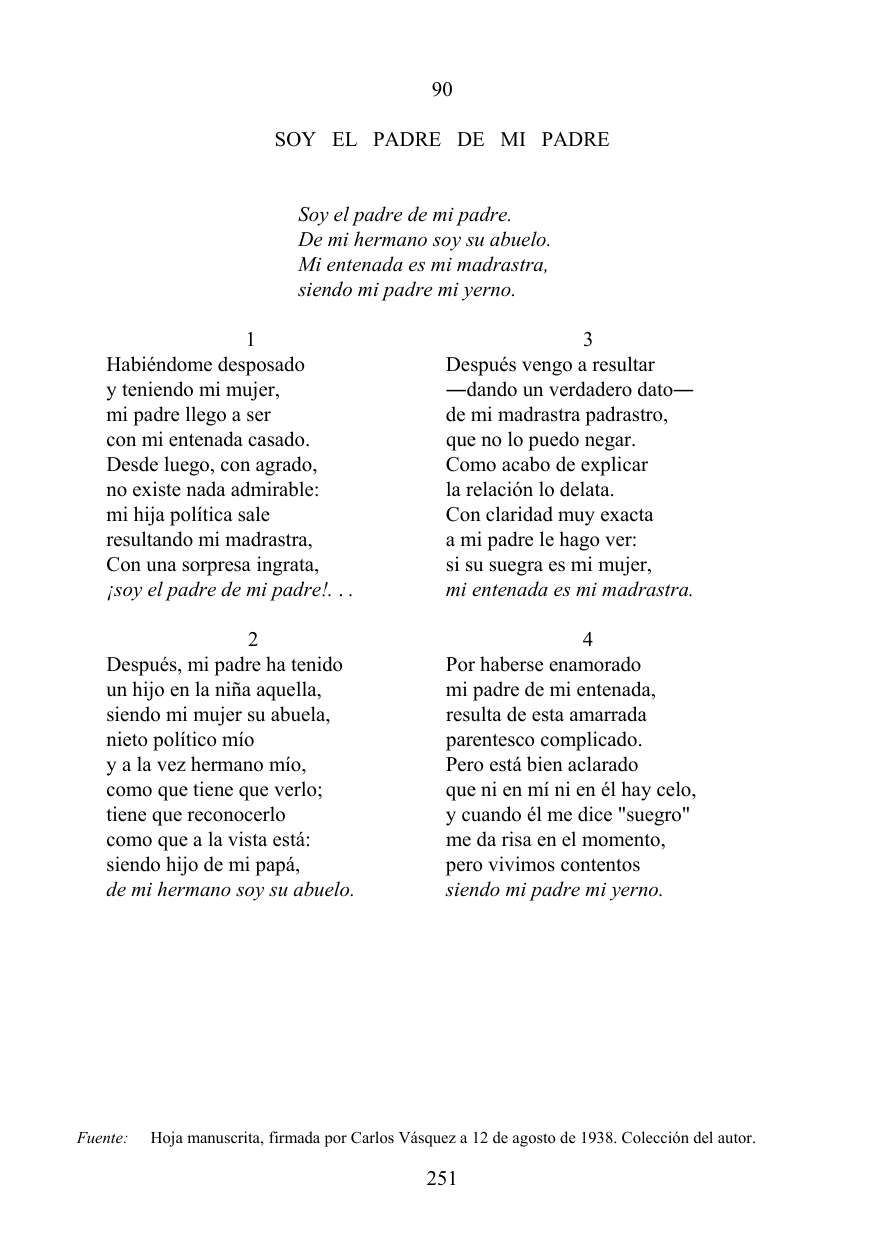 90
SOY EL PADRE DE MI PADRE
Soy el padre de mi padre.
De mi hermano soy su abuelo.
Mi entenada es mi madrastra,
siendo mi padre mi yerno.
1
Habiéndome desposado
y teniendo mi mujer,
mi padre llego a ser
con mi entenada casado.
Desde luego, con agrado,
no existe nada admirable:
mi hija política sale
resultando mi madrastra,
Con una sorpresa ingrata,
¡soy el padre de mi padre!. . .
2
Después, mi padre ha tenido
un hijo en la niña aquella,
siendo mi mujer su abuela,
nieto político mío
y a la vez hermano mío,
como que tiene que verlo;
tiene que reconocerlo
como que a la vista está:
siendo hijo de mi papá,
de mi hermano soy su abuelo.
3
Después vengo a resultar
—dando un verdadero dato—
de mi madrastra padrastro,
que no lo puedo negar.
Como acabo de explicar
la relación lo delata.
Con claridad muy exacta
a mi padre le hago ver:
si su suegra es mi mujer,
mi entenada es mi madrastra.
4
Por haberse enamorado
mi padre de mi entenada,
resulta de esta amarrada
parentesco complicado.
Pero está bien aclarado
que ni en mí ni en él hay celo,
y cuando él me dice "suegro"
me da risa en el momento,
pero vivimos contentos
siendo mi padre mi yerno.
Fuente: Hoja manuscrita, firmada por Carlos Vásquez a 12 de agosto de 1938. Colección del autor.
251